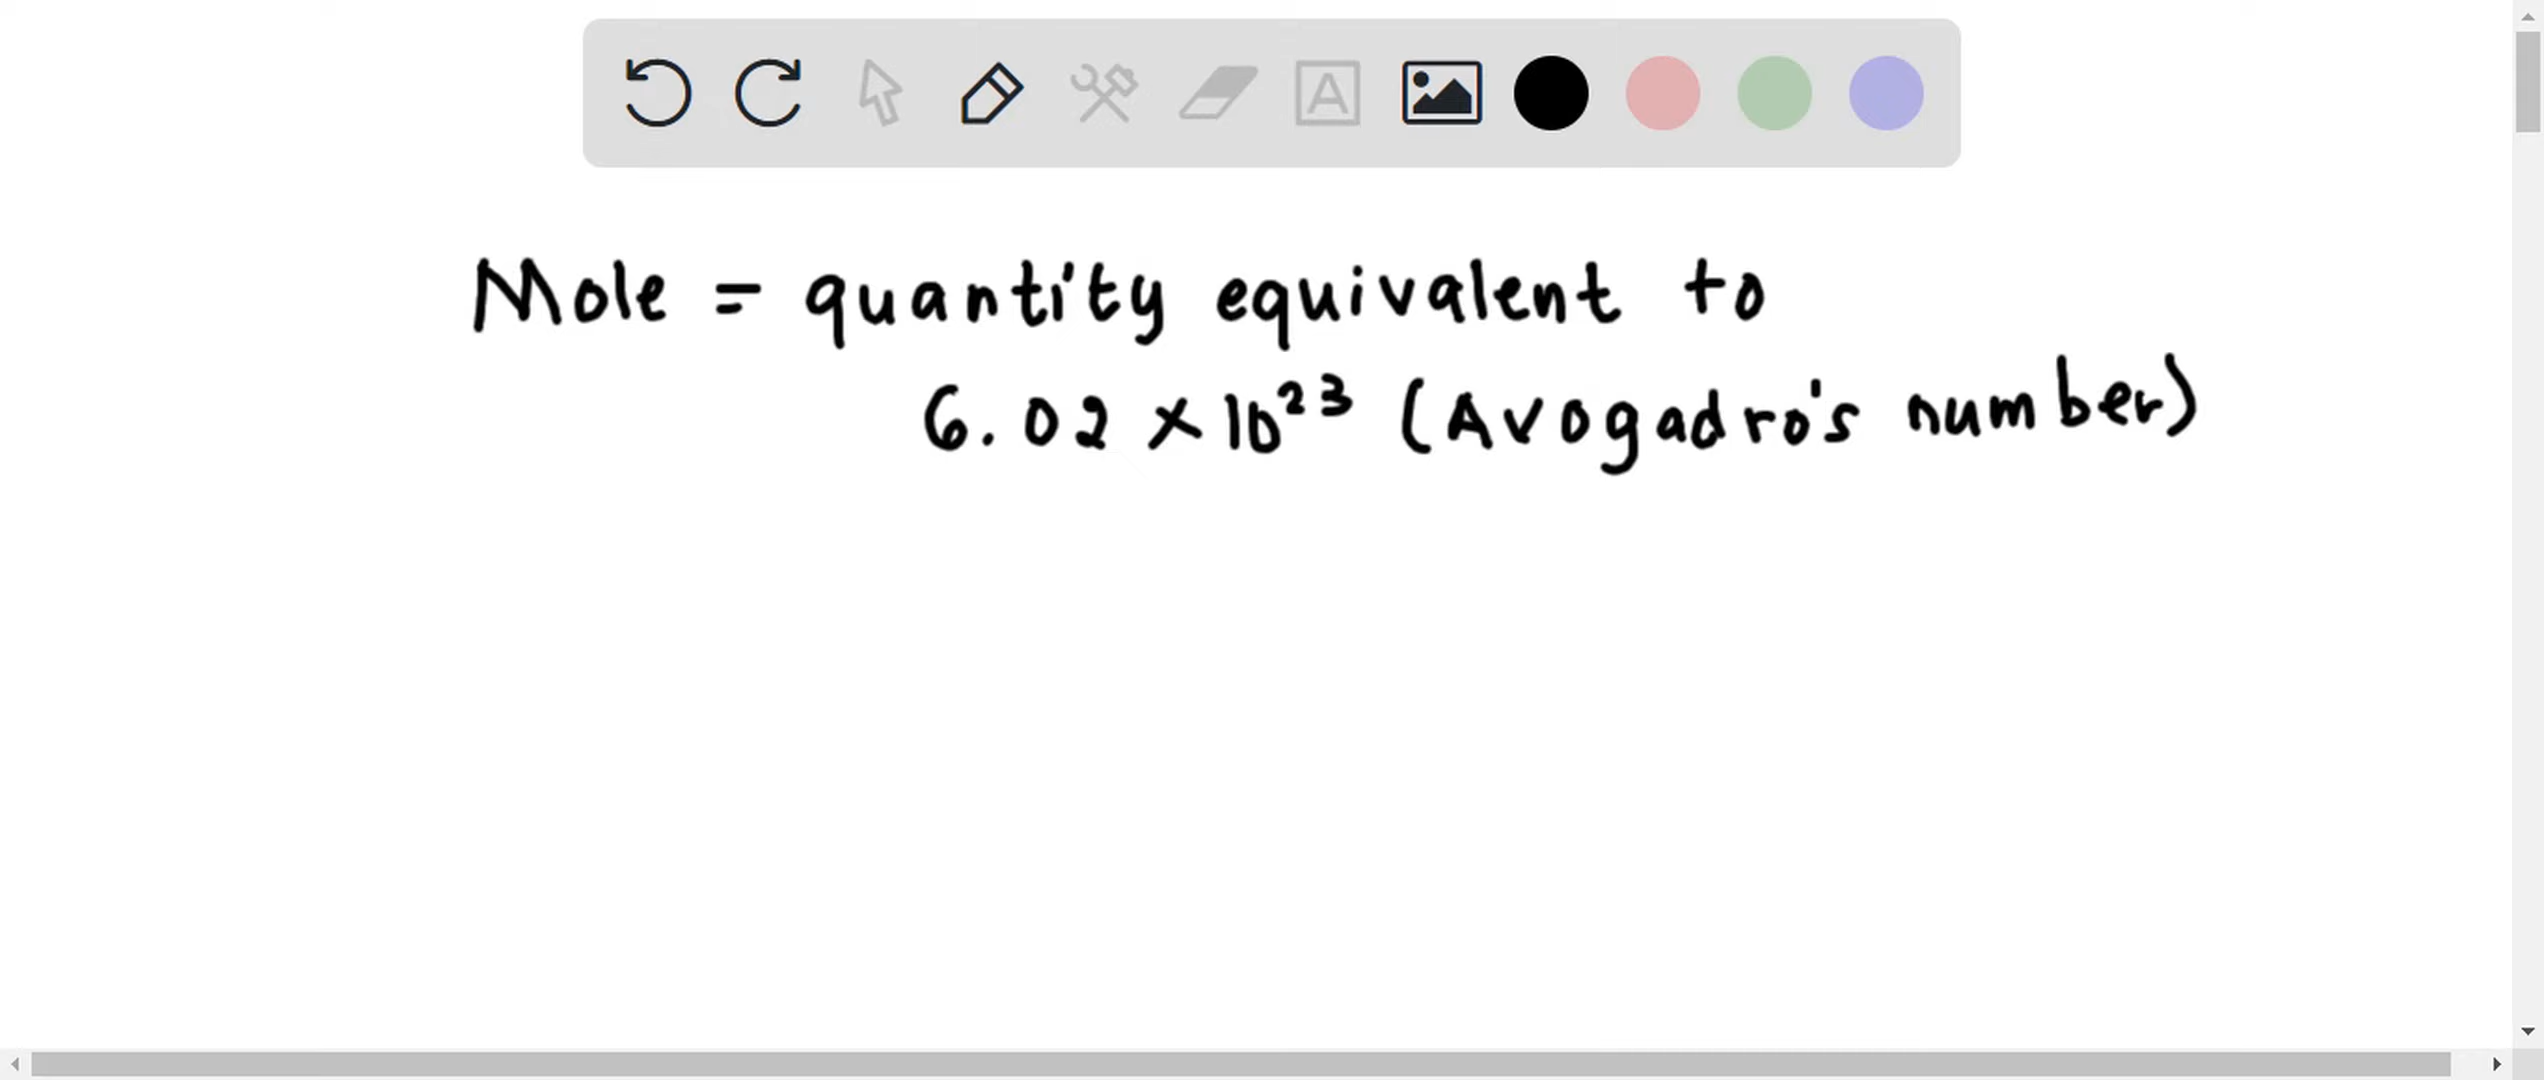 A
Mole = quantity equivalent to
6.02 × 10²³ (Avogadro's number)